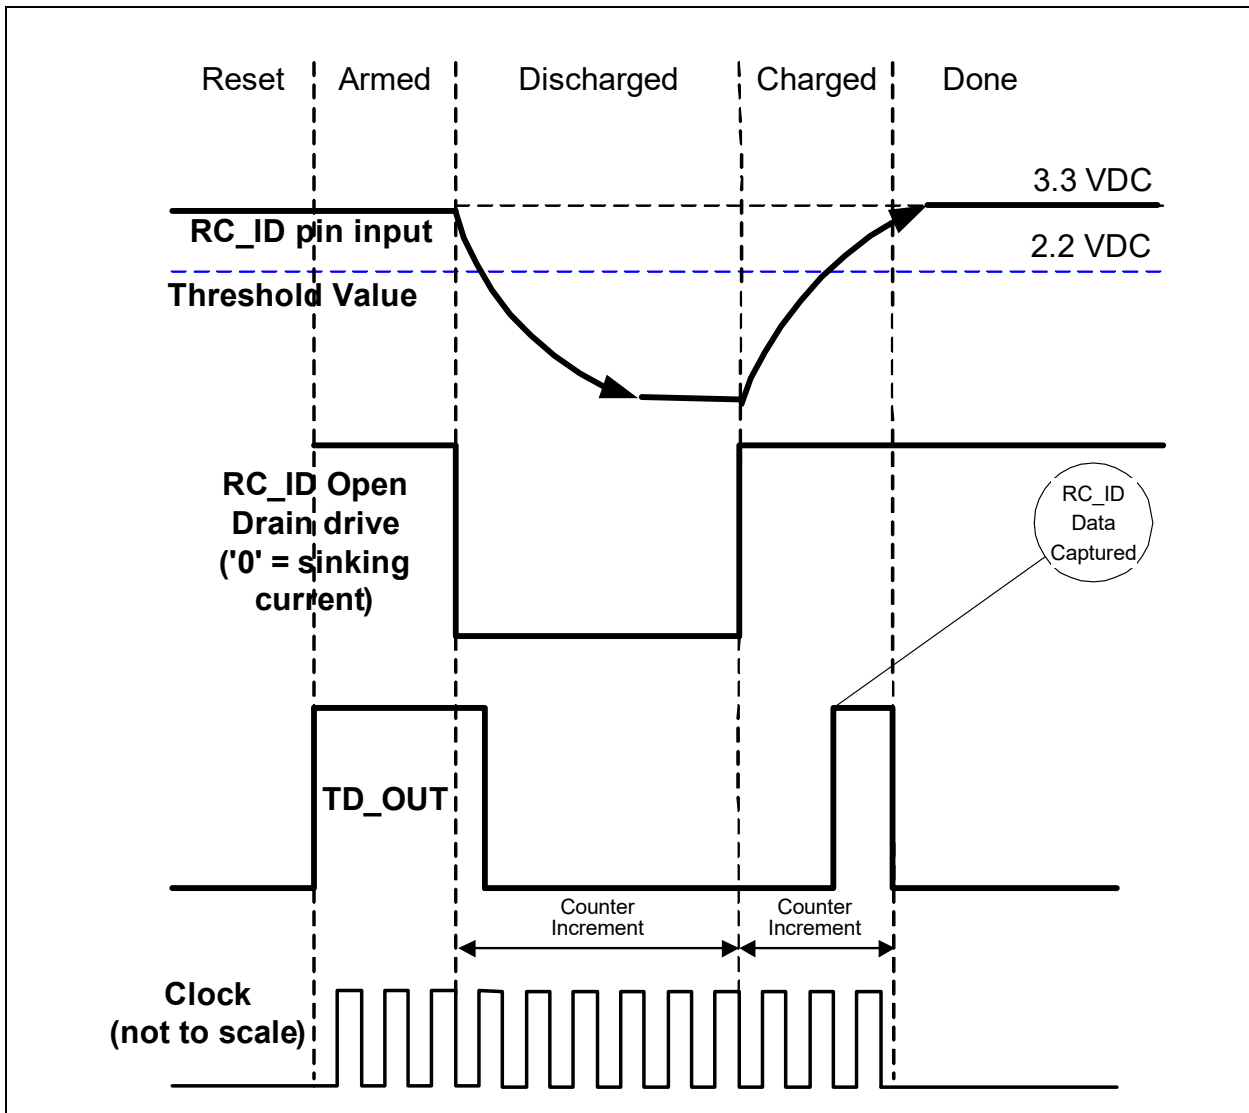 Reset Armed Discharged Charged Done
3.3 VDC
RC_ID pin input
2.2 VDC
Threshold Value
RC_ID Open
Drain drive
('0' = sinking
current)
RC_ID
Data
Captured
TD_OUT
Counter
Increment
Counter
Increment
Clock
(not to scale)